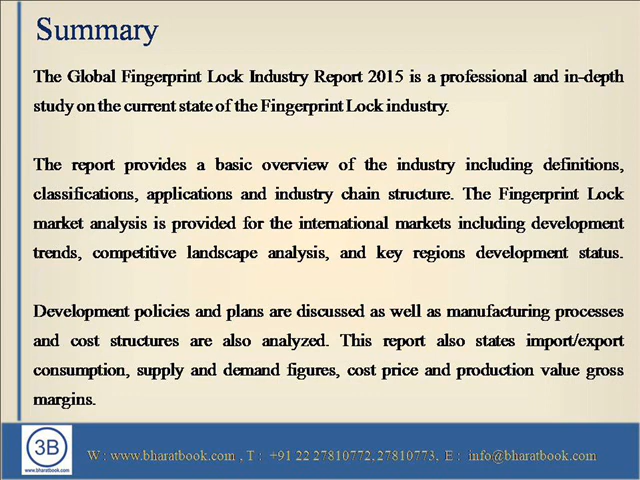 Summary
The Global Fingerprint Lock Industry Report 2015 is a professional and in-depth
study on the current state of the Fingerprint Lock industry.
The report provides a basic overview of the industry including definitions,
classifications, applications and industry chain structure. The Fingerprint Lock
market analysis is provided for the international markets including development
trends, competitive landscape analysis, and key regions development status.
Development policies and plans are discussed as well as manufacturing processes
and cost structures are also analyzed. This report also states import/export
consumption, supply and demand figures, cost price and production value gross
margins.
3B
www.bharatbook.com
W : www.bharatbook.com , T : +91 22 27810772, 27810773, E : info@bharatbook.com